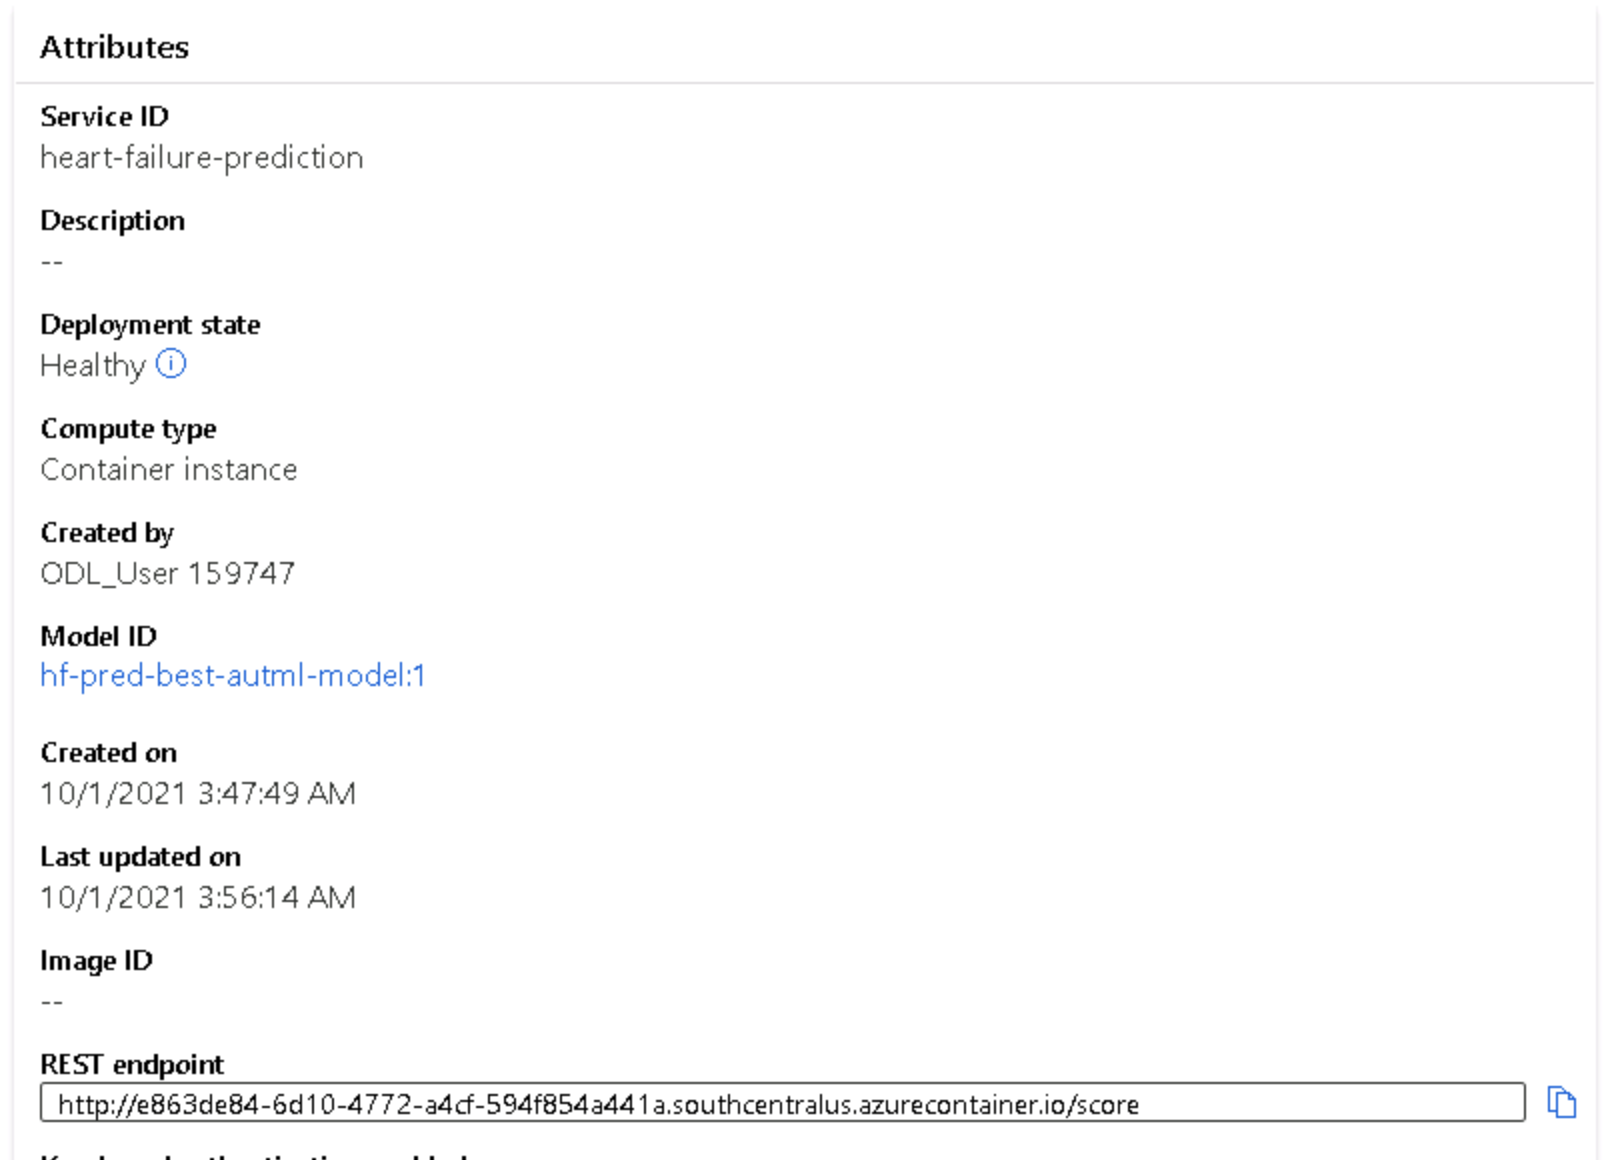 Attributes
Service ID
heart-failure-prediction
Description
--
Deployment state
Healthy
Compute type
Container instance
Created by
ODL_User 159747
Model ID
hf-pred-best-autml-model:1
Created on
10/1/2021 3:47:49 AM
Last updated on
10/1/2021 3:56:14 AM
Image ID
--
REST endpoint
http://e863de84-6d10-4772-a4cf-594f854a441a.southcentralus.azurecontainer.io/score